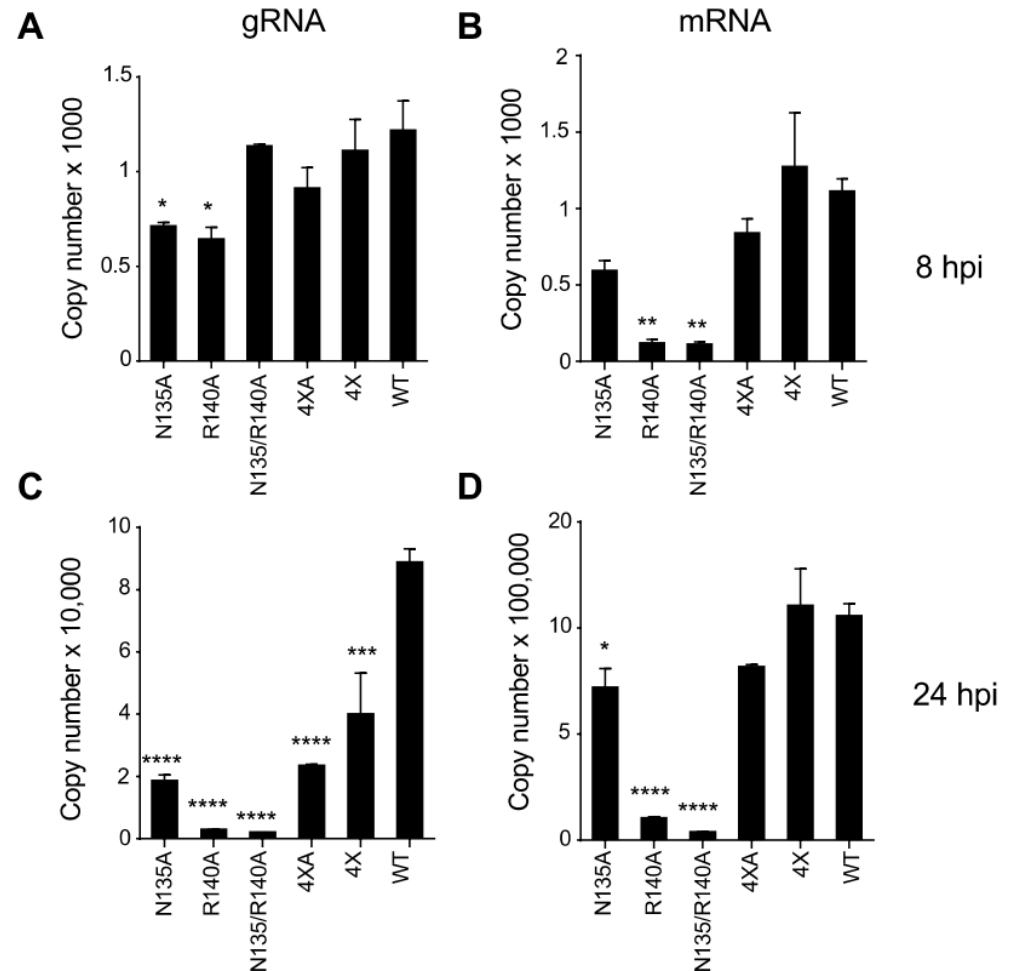 A
gRNA
Copy number x 1000
1.5
1
0.5
0
*
*
N135A
R140A
N135/R140A
4XA
4X
WT
B
mRNA
Copy number x 1000
2
1.5
1
0.5
0
**
**
N135A
R140A
N135/R140A
4XA
4X
WT
8 hpi
C
Copy number x 10,000
10
8
6
4
2
0
****
****
****
****
***
N135A
R140A
N135/R140A
4XA
4X
WT
D
Copy number x 100,000
20
10
5
0
*
****
****
N135A
R140A
N135/R140A
4XA
4X
WT
24 hpi